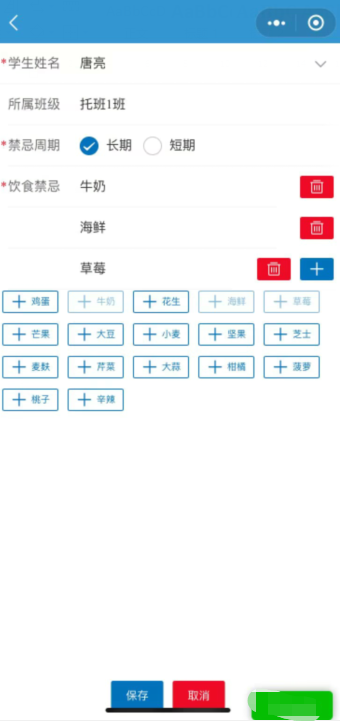 *学生姓名 唐亮
所属班级 托班1班
*禁忌周期 长期 短期
*饮食禁忌 牛奶
海鲜
草莓
鸡蛋 牛奶 花生 海鲜 草莓
芒果 大豆 小麦 坚果 芝士
麦麸 芹菜 大蒜 柑橘 菠萝
桃子 辛辣
保存 取消